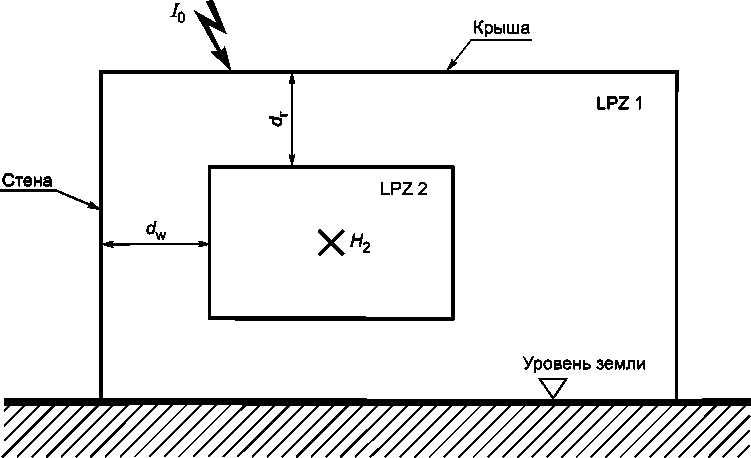 I0
Крыша
LPZ 1
dr
Стена
LPZ 2
dw
H2
Уровень земли